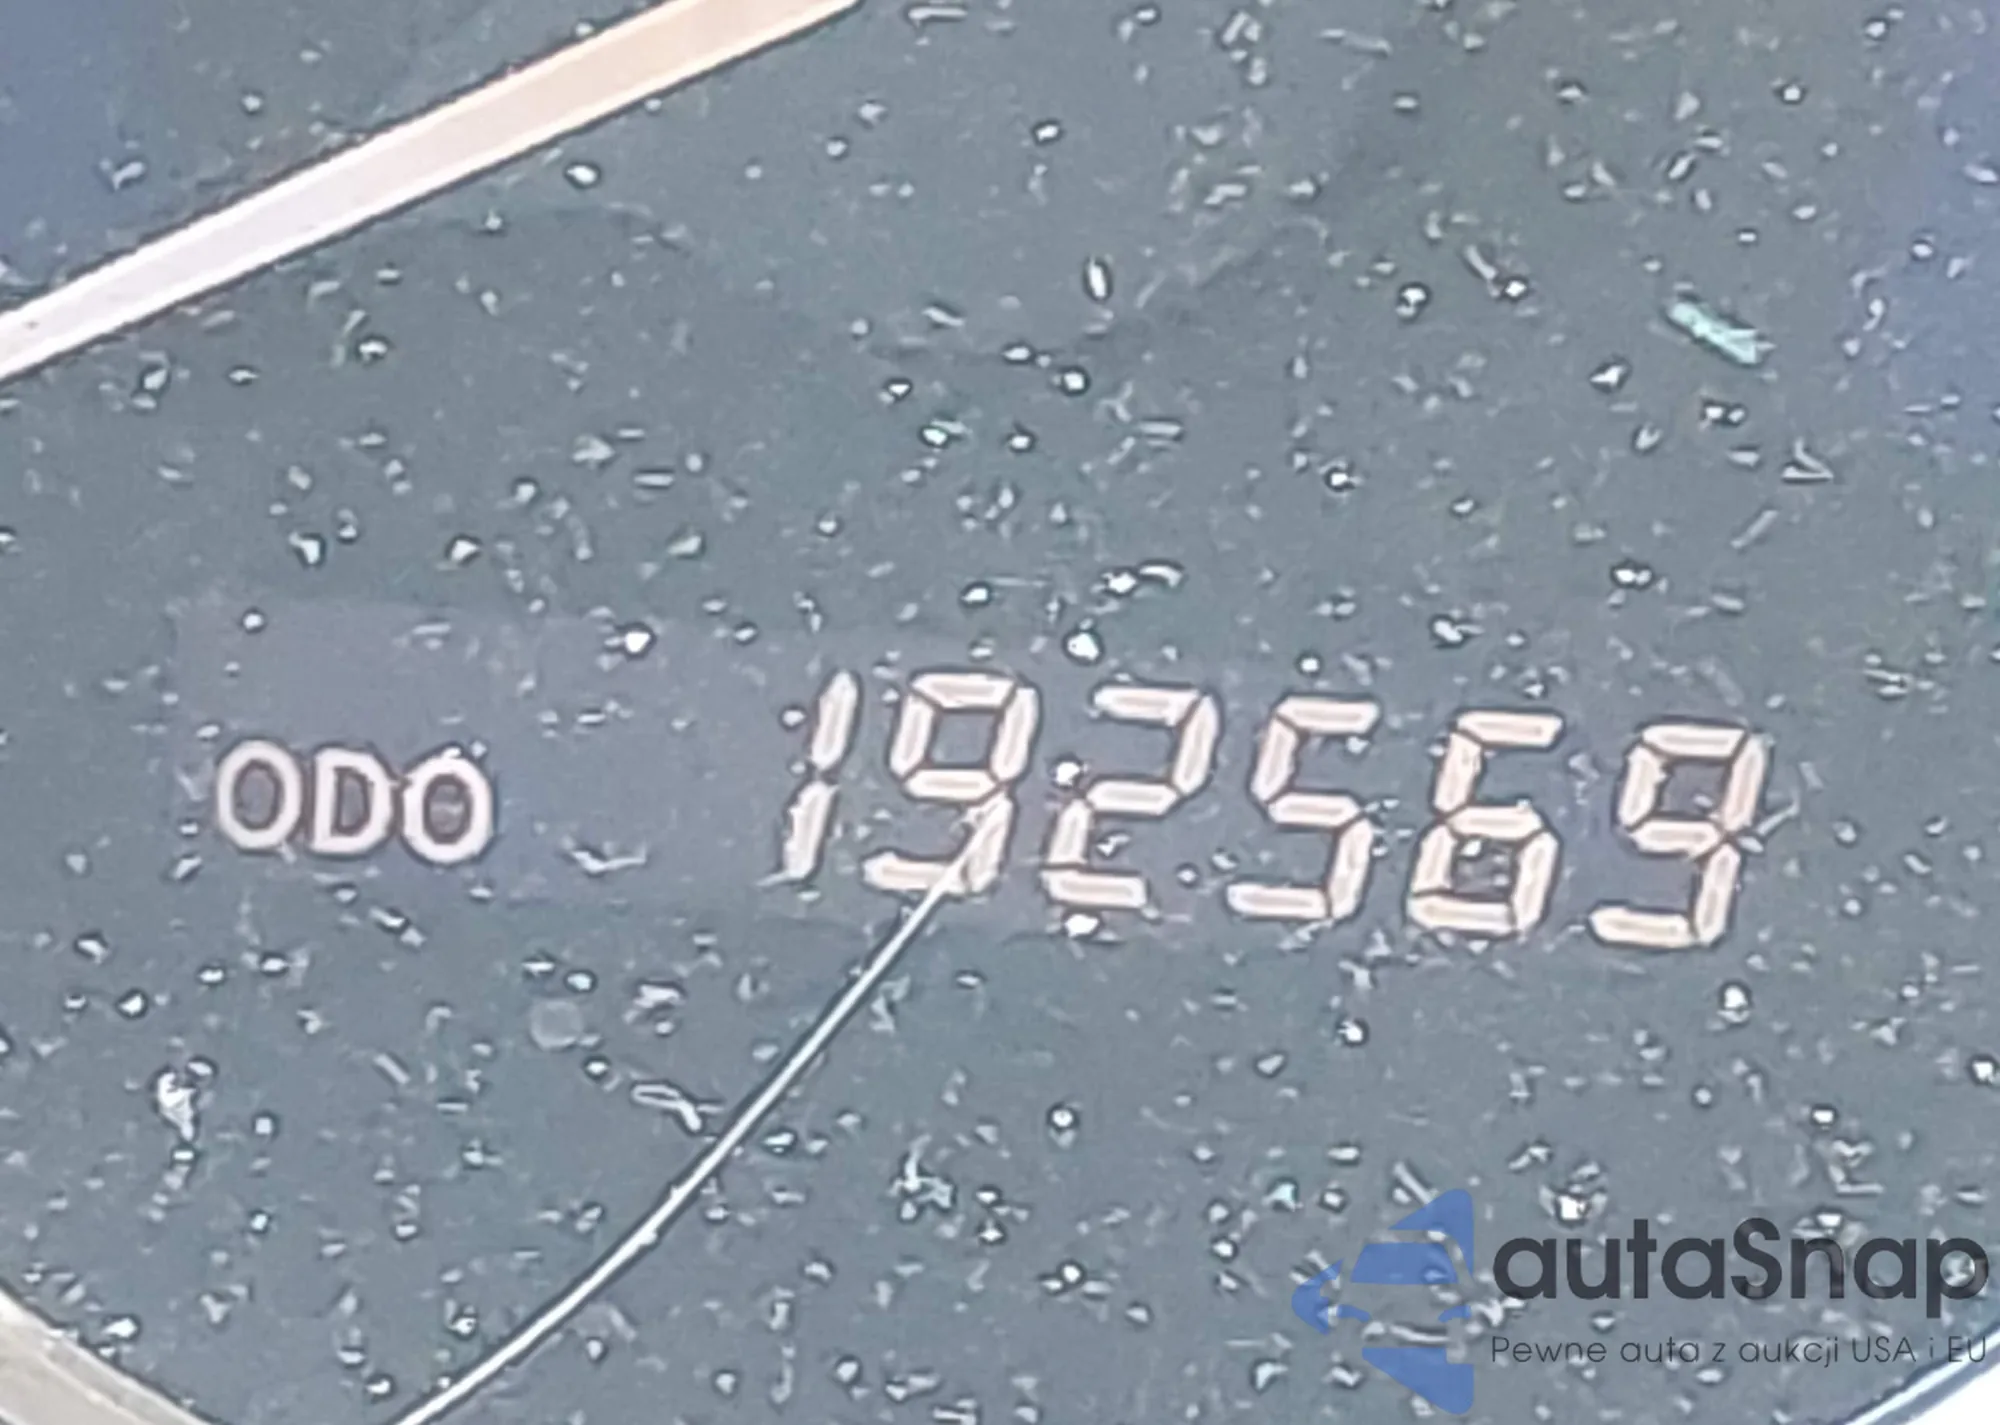 ODO 192569
autaSnap
Pewne auta z aukcji USA i EU